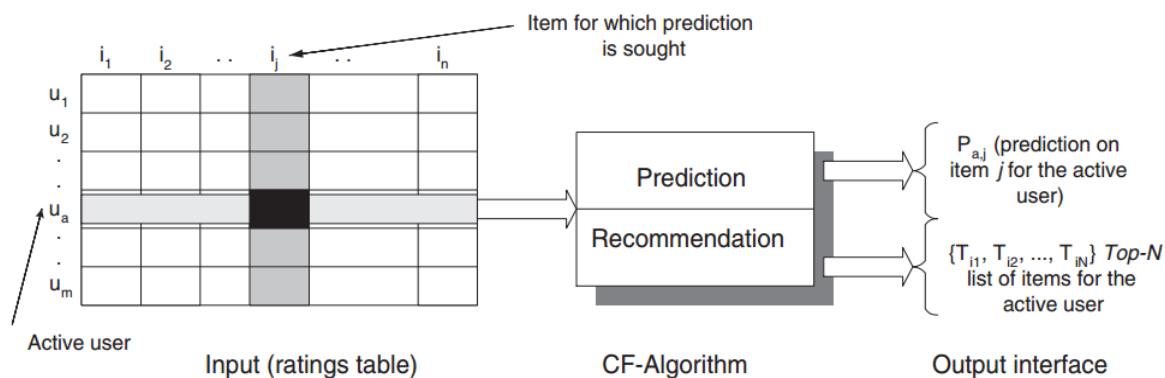 Item for which prediction
is sought
i1 i2 . . ij . . in
u1
u2
.
.
ua
.
.
um
Active user
Input (ratings table)
Prediction
Recommendation
CF-Algorithm
Pa,j (prediction on
item j for the active
user)
{Ti1, Ti2, ..., TiN} Top-N
list of items for the
active user
Output interface